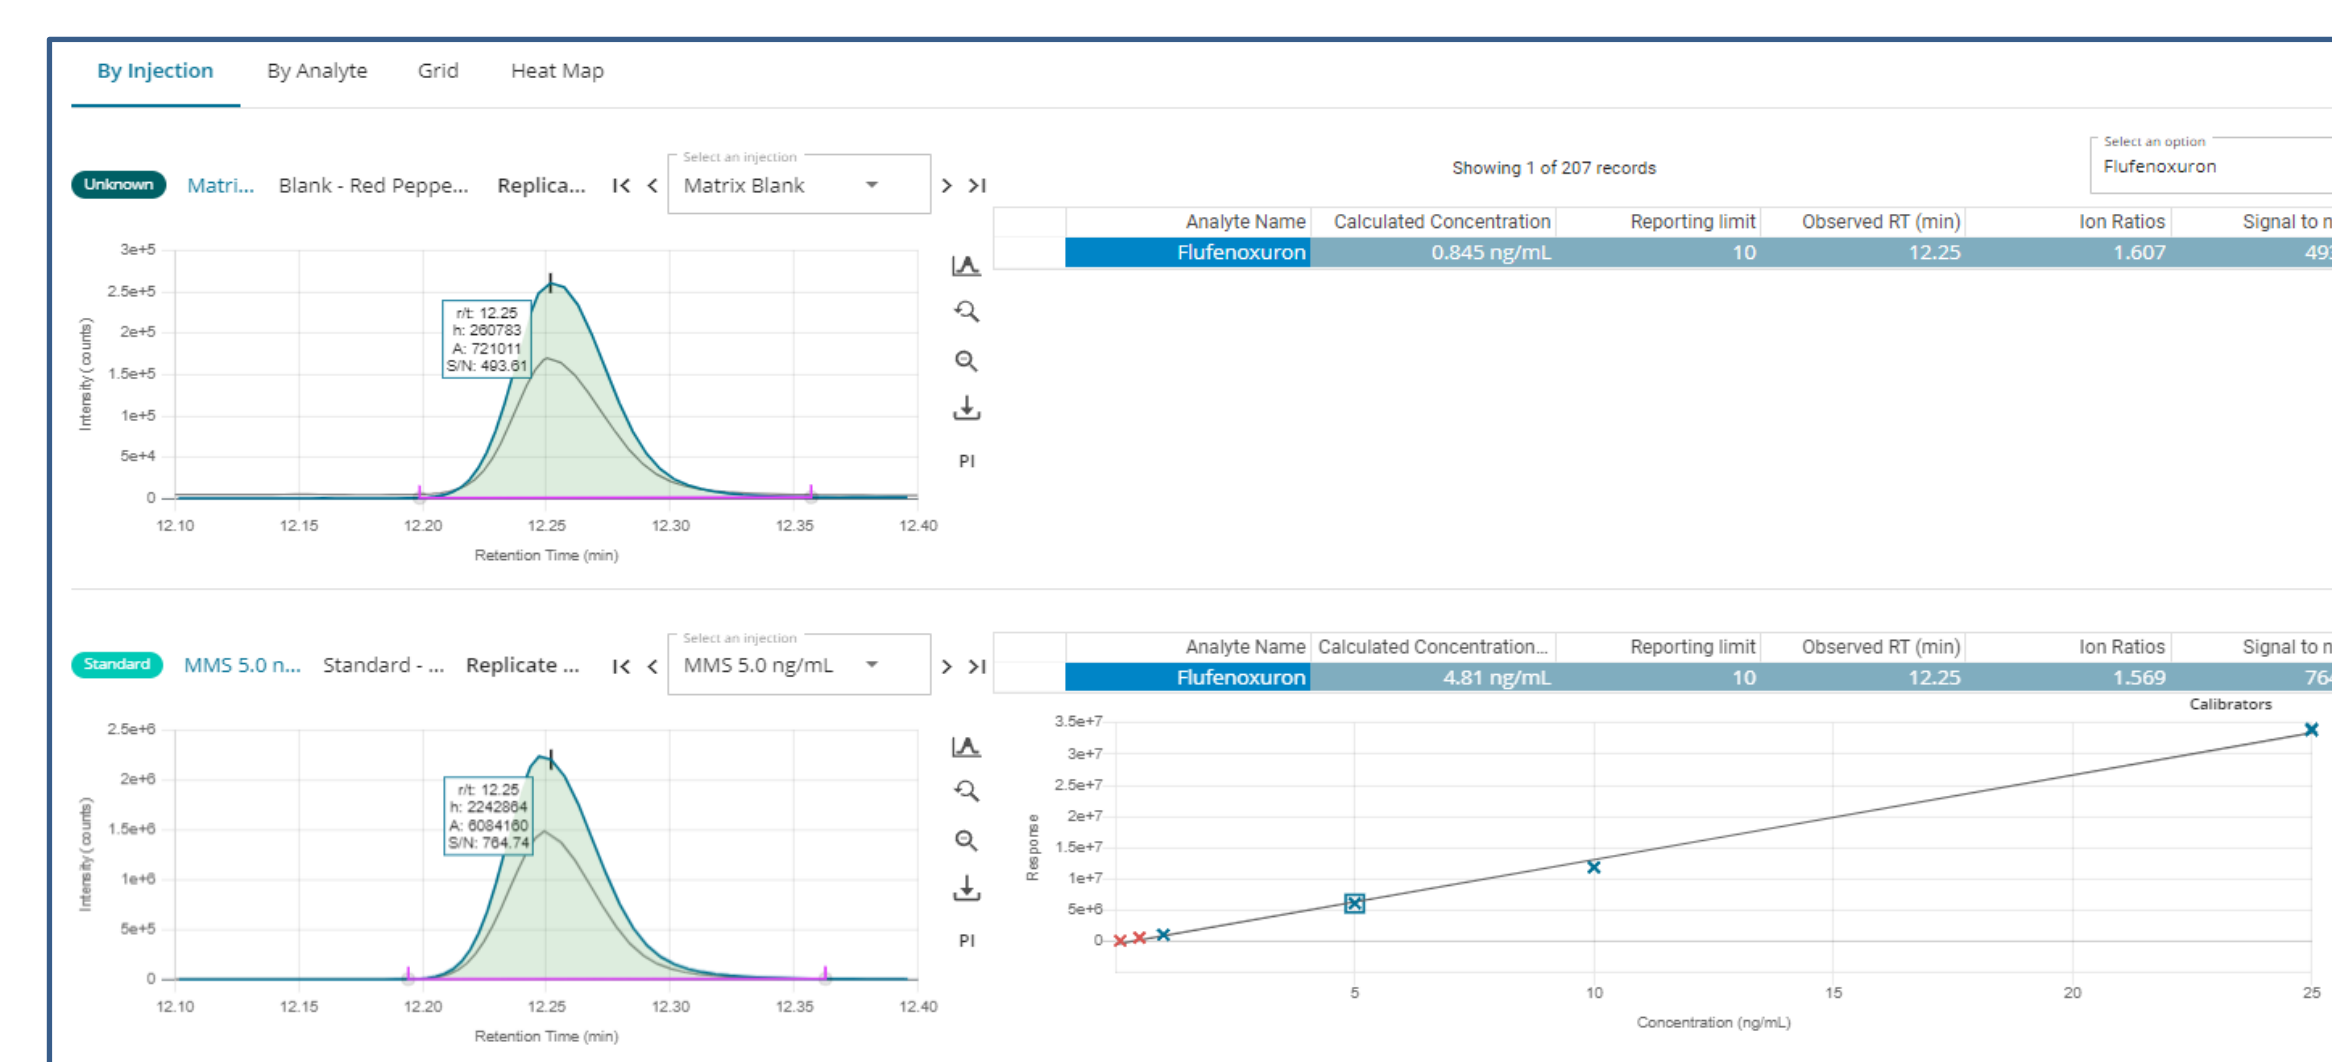 By Injection By Analyte Grid Heat Map
Select an option
Flufenoxuron
Select an injection
Unknown Matri... Blank - Red Peppe... Replica... Matrix Blank
Showing 1 of 207 records
Analyte Name Calculated Concentration Reporting limit Observed RT (min) Ion Ratios Signal to n
Flufenoxuron 0.845 ng/mL 10 12.25 1.607 493
3e+5
2.5e+5
2e+5
1.5e+5
1e+5
5e+4
0
Intensity (counts)
r/t: 12.25
h: 260783
A: 721011
S/N: 493.61
PI
12.10 12.15 12.20 12.25 12.30 12.35 12.40
Retention Time (min)
Select an injection
Standard MMS 5.0 n... Standard - ... Replicate ... MMS 5.0 ng/mL
Analyte Name Calculated Concentration... Reporting limit Observed RT (min) Ion Ratios Signal to n
Flufenoxuron 4.81 ng/mL 10 12.25 1.569 764
2.5e+6
2e+6
1.5e+6
1e+6
5e+5
0
Intensity (counts)
r/t: 12.25
h: 2242864
A: 6084160
S/N: 764.74
PI
12.10 12.15 12.20 12.25 12.30 12.35 12.40
Retention Time (min)
Calibrators
3.5e+7
3e+7
2.5e+7
2e+7
1.5e+7
1e+7
5e+6
0
Response
5 10 15 20 25
Concentration (ng/mL)